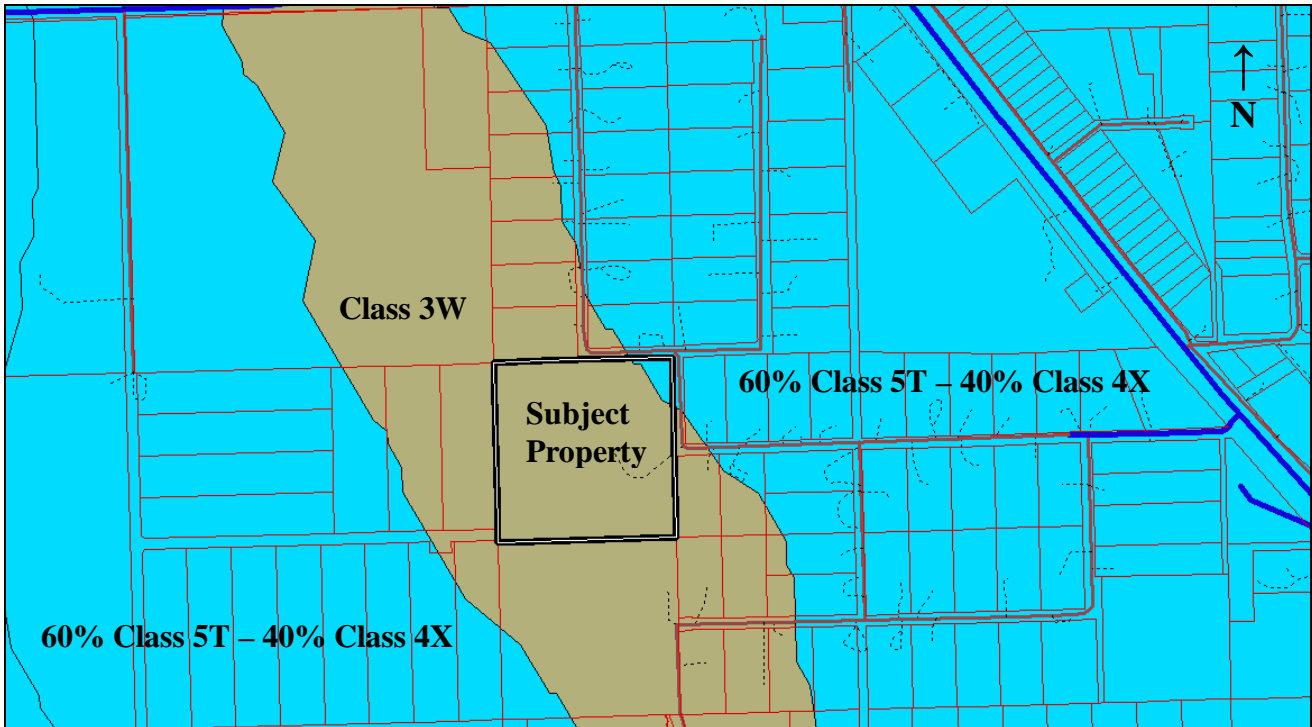 ↑
N
Class 3W
60% Class 5T – 40% Class 4X
Subject
Property
60% Class 5T – 40% Class 4X